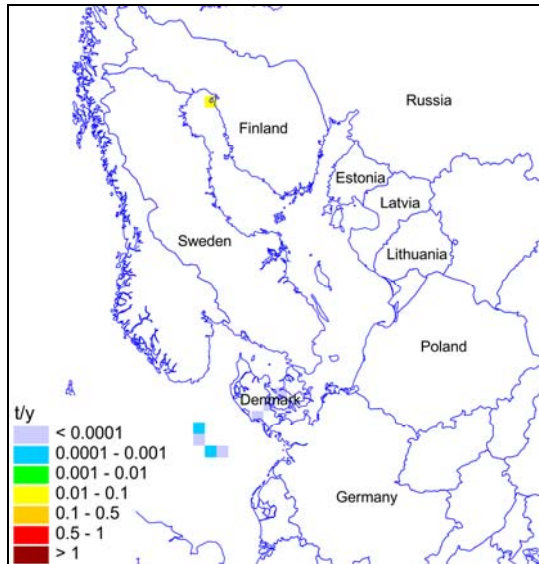 Russia
Finland
Estonia
Latvia
Sweden
Lithuania
Poland
Denmark
t/y
< 0.0001
0.0001 - 0.001
0.001 - 0.01
0.01 - 0.1
0.1 - 0.5
0.5 - 1
> 1
Germany